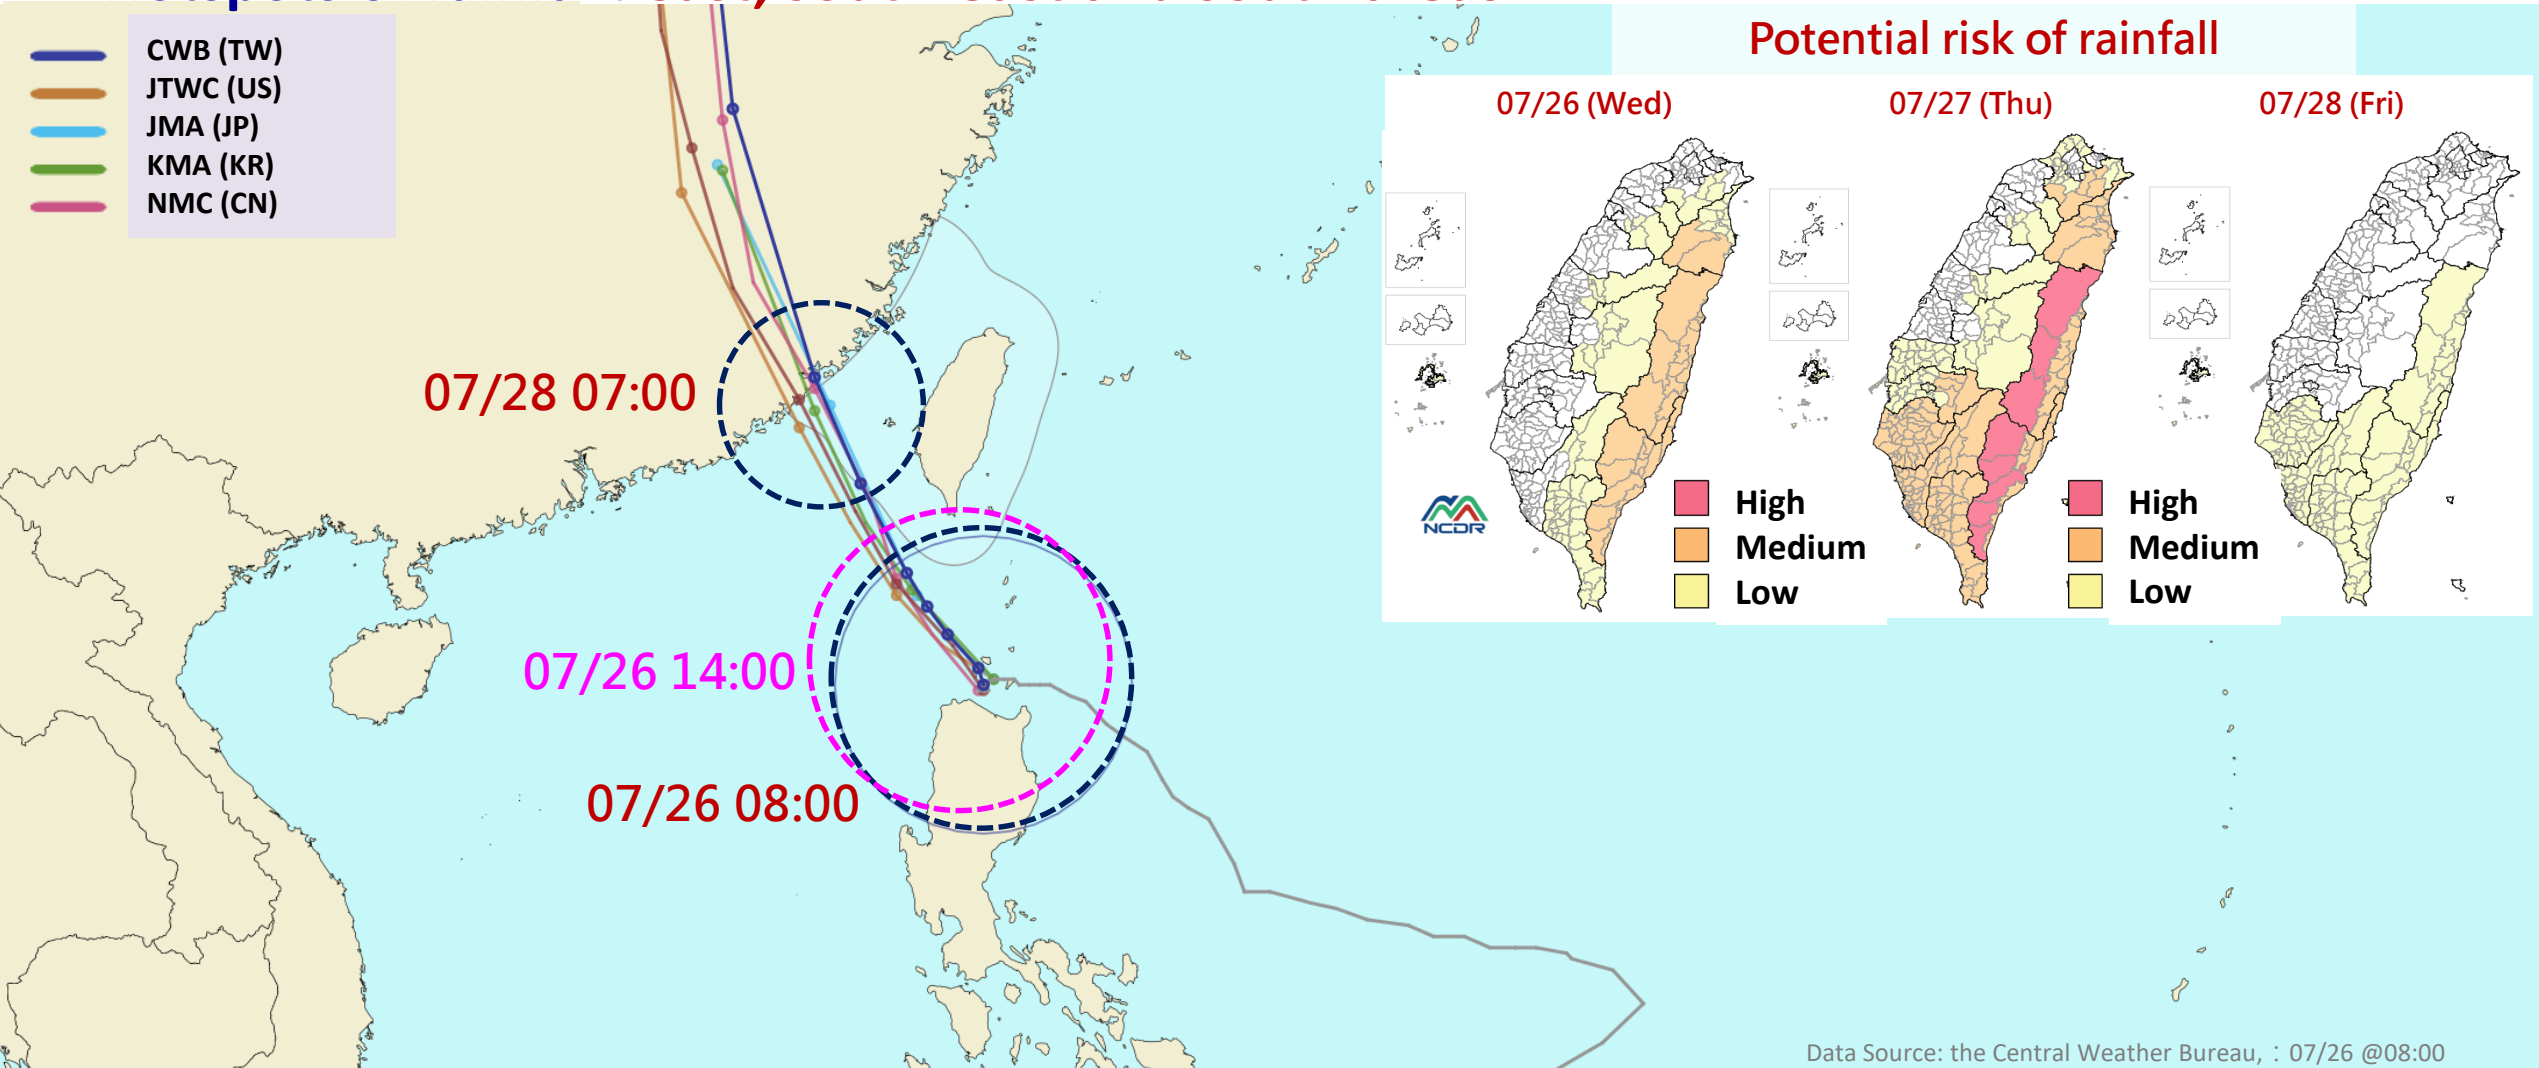 CWB (TW)
JTWC (US)
JMA (JP)
KMA (KR)
NMC (CN)
Potential risk of rainfall
07/26 (Wed)
07/27 (Thu)
07/28 (Fri)
07/28 07:00
07/26 14:00
07/26 08:00
NCDR
High
Medium
Low
High
Medium
Low
Data Source: the Central Weather Bureau, : 07/26 @08:00